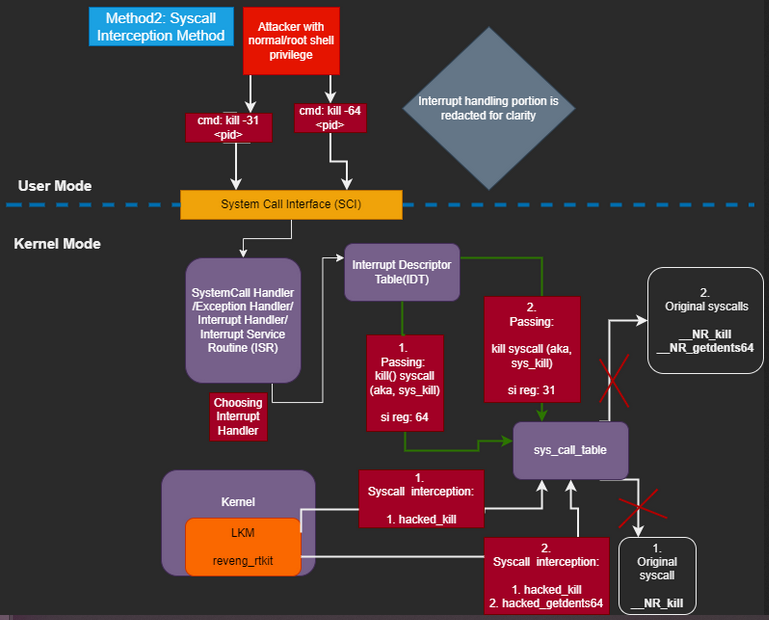 Method2: Syscall
Interception Method
Attacker with
normal/root shell
privilege
Interrupt handling portion is
redacted for clarity
cmd: kill -31
<pid>
cmd: kill -64
<pid>
User Mode
System Call Interface (SCI)
Kernel Mode
SystemCall Handler
/Exception Handler/
Interrupt Handler/
Interrupt Service
Routine (ISR)
Interrupt Descriptor
Table(IDT)
2.
Original syscalls
__NR_kill
__NR_getdents64
2.
Passing:
kill syscall (aka,
sys_kill)
si reg: 31
1.
Passing:
kill() syscall
(aka, sys_kill)
si reg: 64
Choosing
Interrupt
Handler
sys_call_table
Kernel
LKM
reveng_rtkit
1.
Syscall interception:
1. hacked_kill
2.
Syscall interception:
1. hacked_kill
2. hacked_getdents64
1.
Original
syscall
__NR_kill